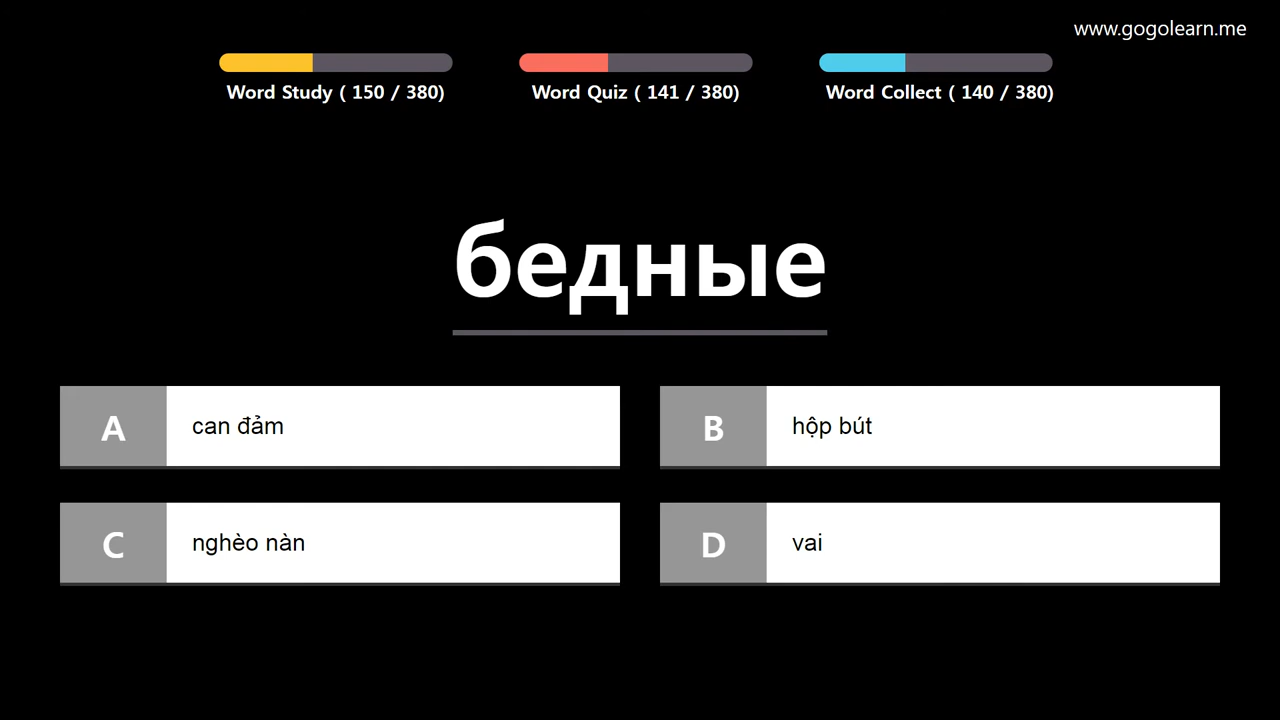 www.gogolearn.me
Word Study ( 150 / 380)
Word Quiz ( 141 / 380)
Word Collect ( 140 / 380)
бедные
A can đảm
B hộp bút
C nghèo nàn
D vai